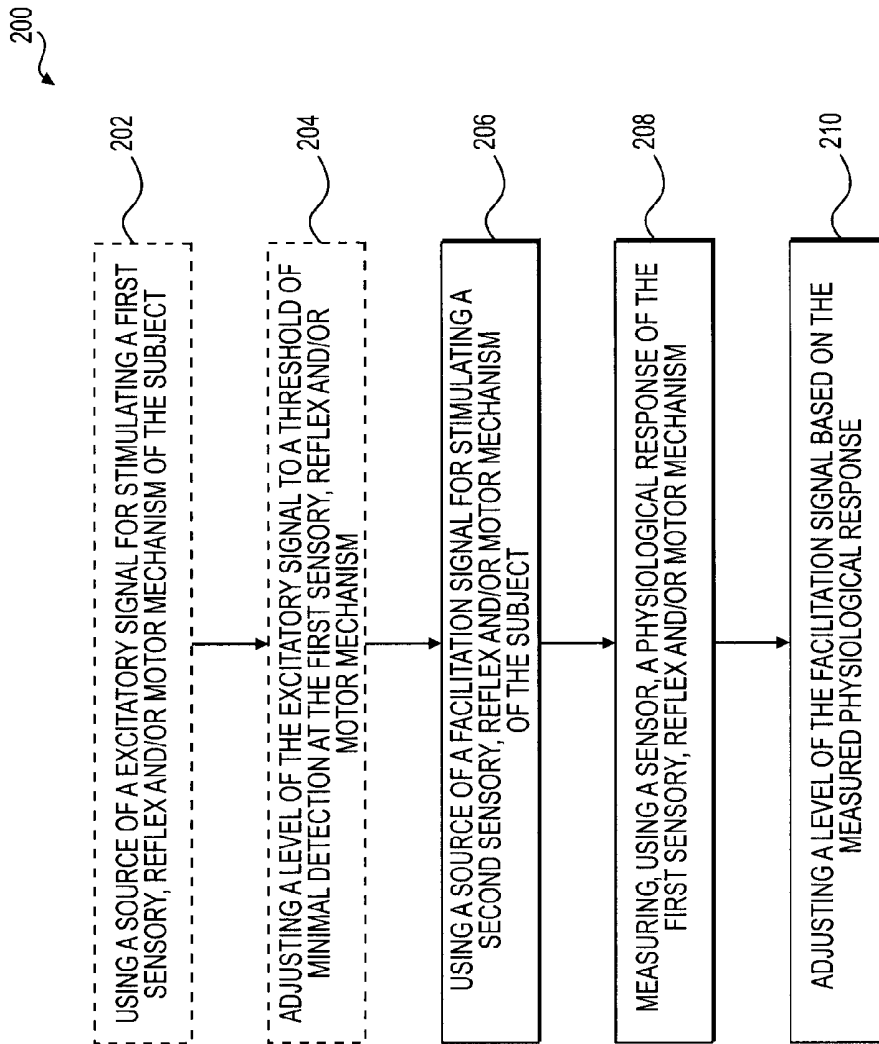 200
USING A SOURCE OF A EXCITATORY SIGNAL FOR STIMULATING A FIRST
SENSORY, REFLEX AND/OR MOTOR MECHANISM OF THE SUBJECT
202
ADJUSTING A LEVEL OF THE EXCITATORY SIGNAL TO A THRESHOLD OF
MINIMAL DETECTION AT THE FIRST SENSORY, REFLEX AND/OR
MOTOR MECHANISM
204
USING A SOURCE OF A FACILITATION SIGNAL FOR STIMULATING A
SECOND SENSORY, REFLEX AND/OR MOTOR MECHANISM
OF THE SUBJECT
206
MEASURING, USING A SENSOR, A PHYSIOLOGICAL RESPONSE OF THE
FIRST SENSORY, REFLEX AND/OR MOTOR MECHANISM
208
ADJUSTING A LEVEL OF THE FACILITATION SIGNAL BASED ON THE
MEASURED PHYSIOLOGICAL RESPONSE
210